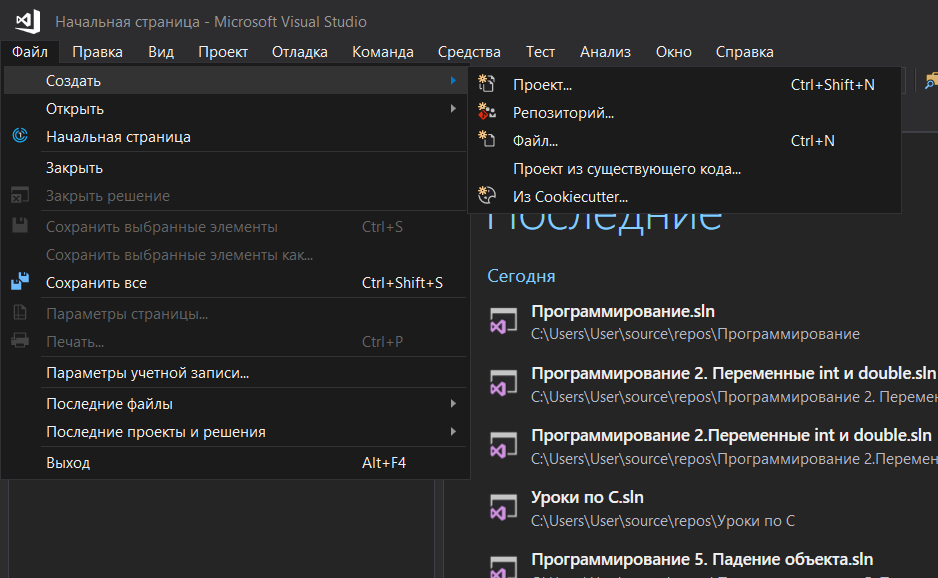 Начальная страница - Microsoft Visual Studio
Файл Правка Вид Проект Отладка Команда Средства Тест Анализ Окно Справка
Создать
Открыть
Начальная страница
Закрыть
Закрыть решение
Сохранить выбранные элементы Ctrl+S
Сохранить выбранные элементы как...
Сохранить все Ctrl+Shift+S
Параметры страницы...
Печать... Ctrl+P
Параметры учетной записи...
Последние файлы
Последние проекты и решения
Выход Alt+F4
Проект... Ctrl+Shift+N
Репозиторий...
Файл... Ctrl+N
Проект из существующего кода...
Из Cookiecutter...
Последние
Сегодня
Программирование.sln
C:\Users\User\source\repos\Программирование
Программирование 2. Переменные int и double.sln
C:\Users\User\source\repos\Программирование 2. Перемен
Программирование 2.Переменные int и double.sln
C:\Users\User\source\repos\Программирование 2.Перемен
Уроки по C.sln
C:\Users\User\source\repos\Уроки по C
Программирование 5. Падение объекта.sln